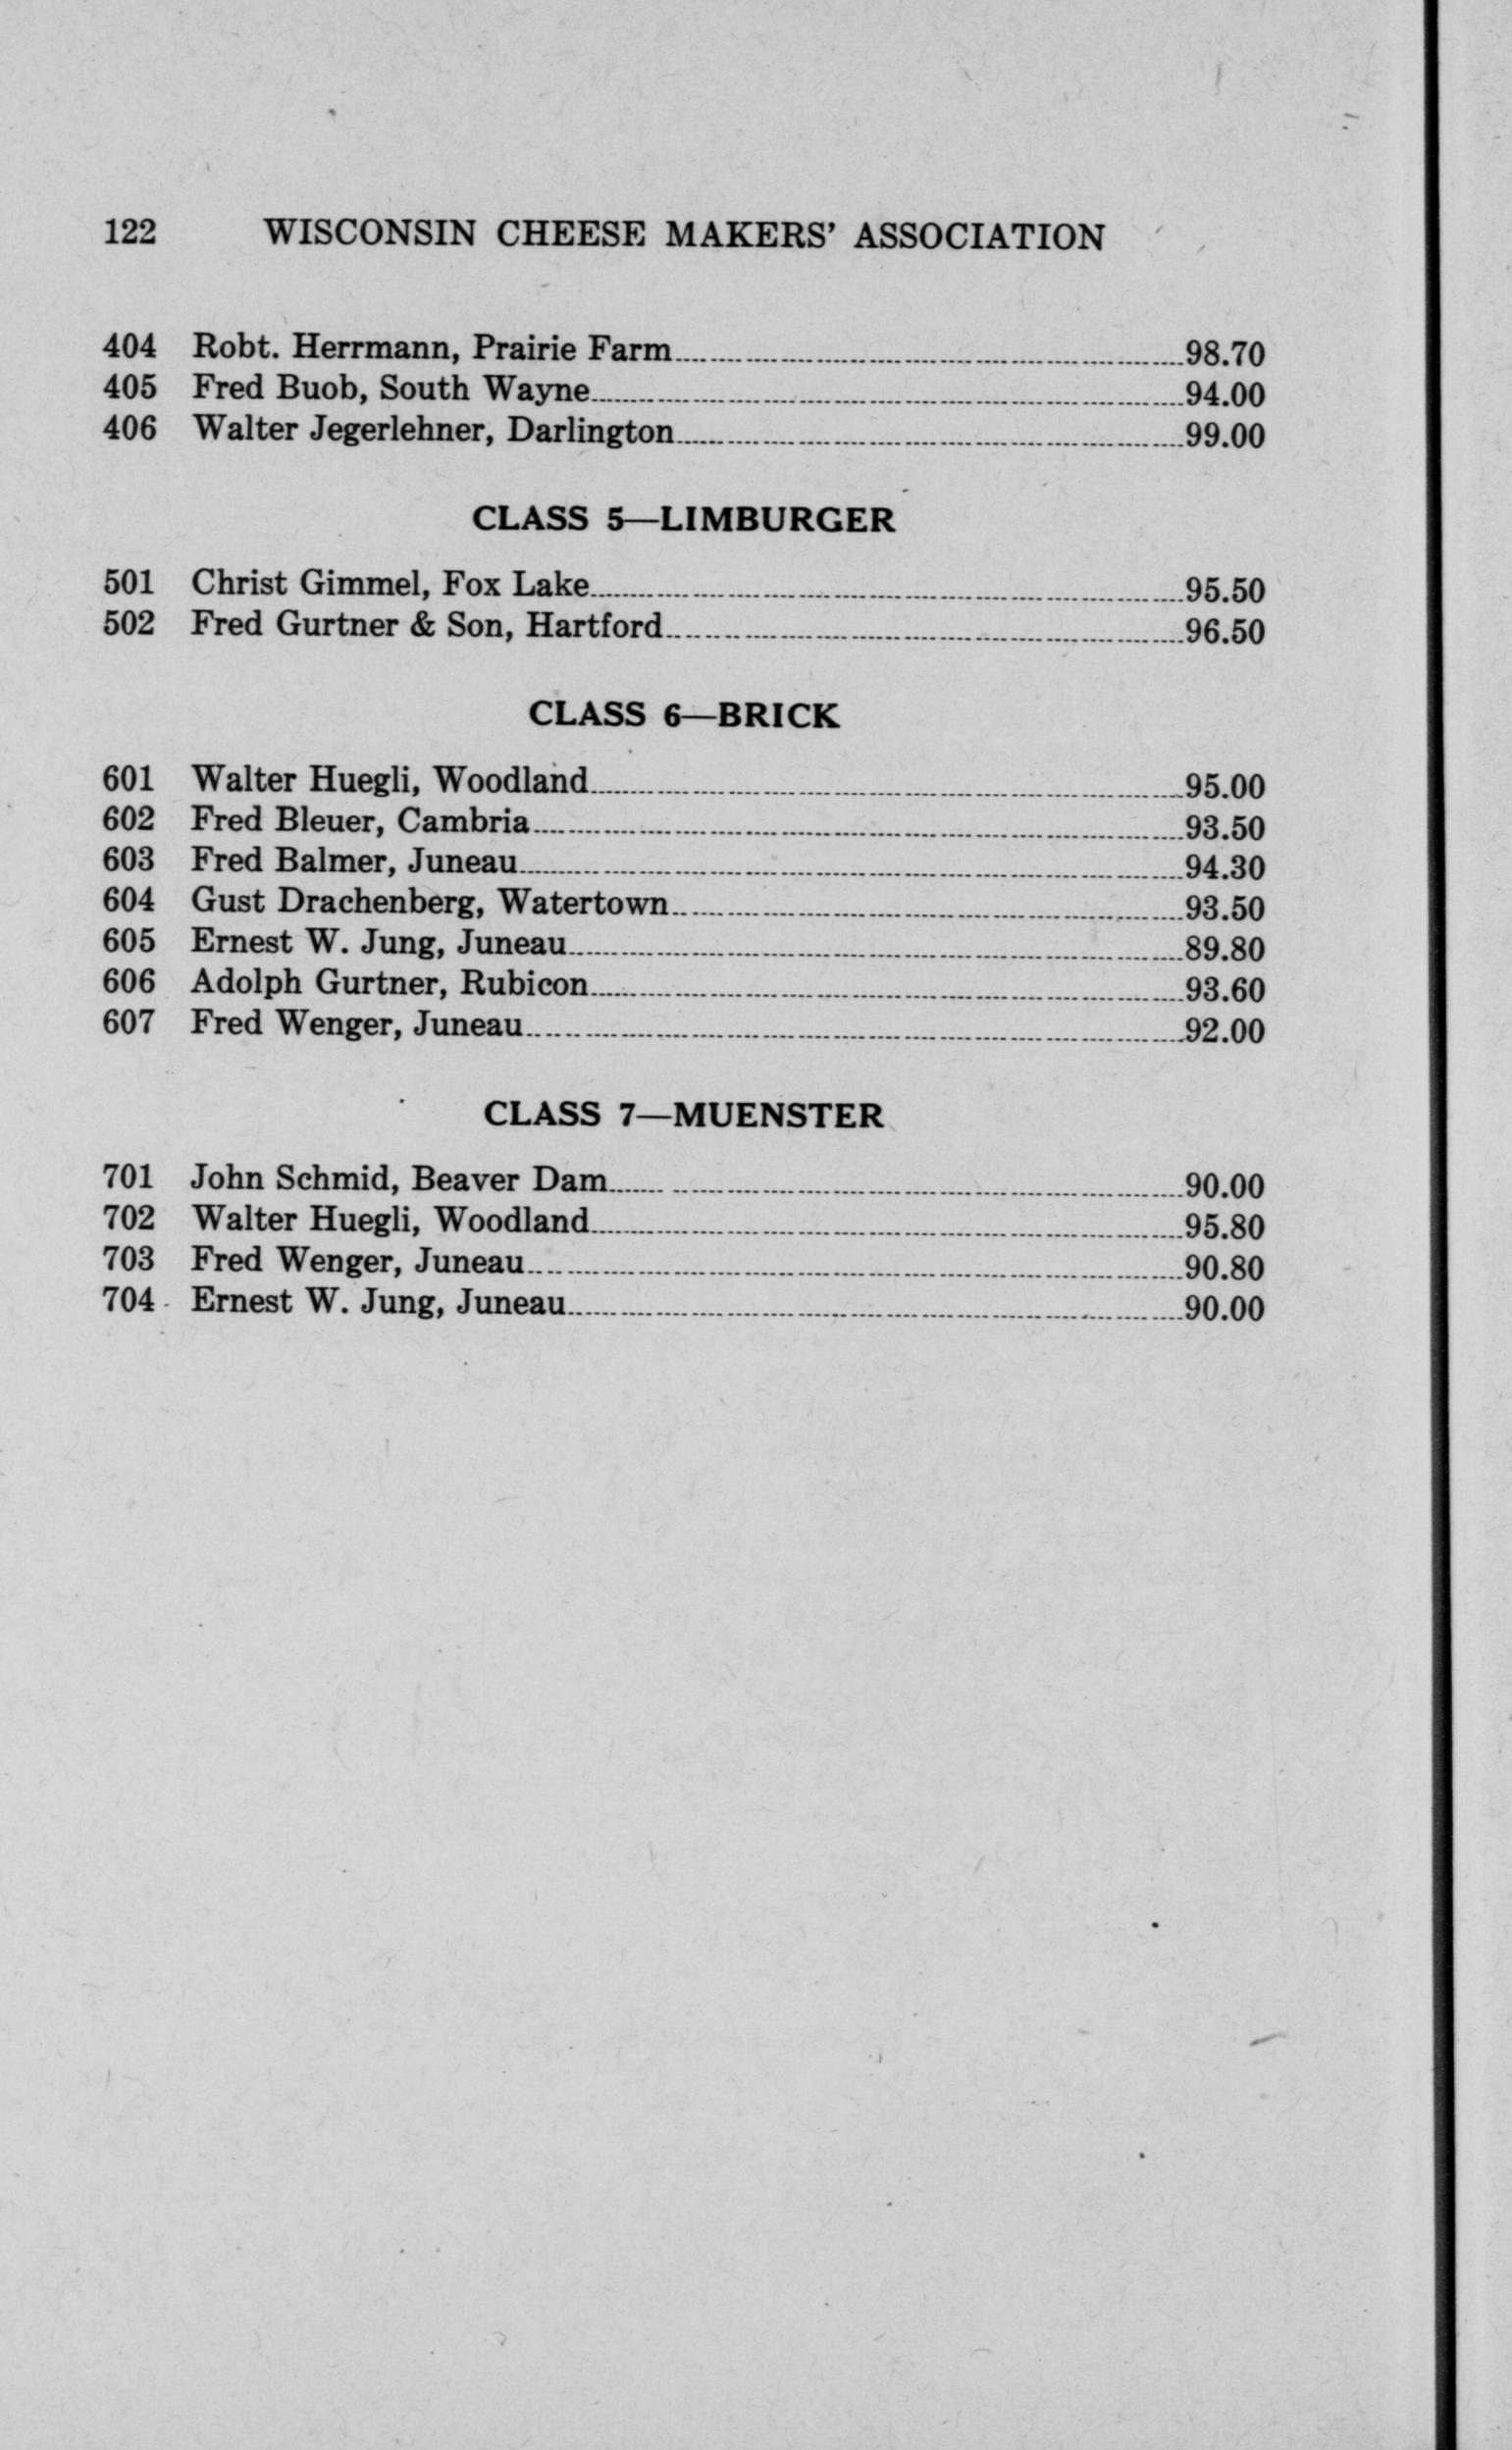 122 WISCONSIN CHEESE MAKERS' ASSOCIATION
404 Robt. Herrmann, Prairie Farm 98.70
405 Fred Buob, South Wayne 94.00
406 Walter Jegerlehner, Darlington 99.00
CLASS 5—LIMBURGER
501 Christ Gimmel, Fox Lake 95.50
502 Fred Gurtner & Son, Hartford 96.50
CLASS 6—BRICK
601 Walter Huegli, Woodland 95.00
602 Fred Bleuer, Cambria 93.50
603 Fred Balmer, Juneau 94.30
604 Gust Drachenberg, Watertown 93.50
605 Ernest W. Jung, Juneau 89.80
606 Adolph Gurtner, Rubicon 93.60
607 Fred Wenger, Juneau 92.00
CLASS 7—MUENSTER
701 John Schmid, Beaver Dam 90.00
702 Walter Huegli, Woodland 95.80
703 Fred Wenger, Juneau 90.80
704 Ernest W. Jung, Juneau 90.00